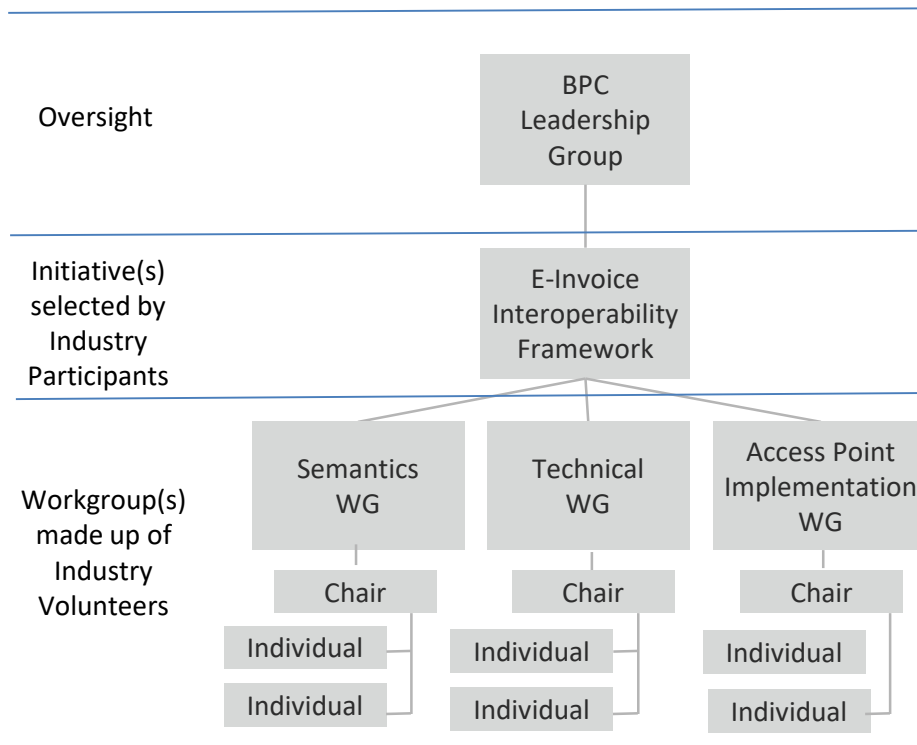 Oversight
BPC
Leadership
Group
Initiative(s)
selected by
Industry
Participants
E-Invoice
Interoperability
Framework
Workgroup(s)
made up of
Industry
Volunteers
Semantics
WG
Technical
WG
Access Point
Implementation
WG
Chair
Chair
Chair
Individual
Individual
Individual
Individual
Individual
Individual